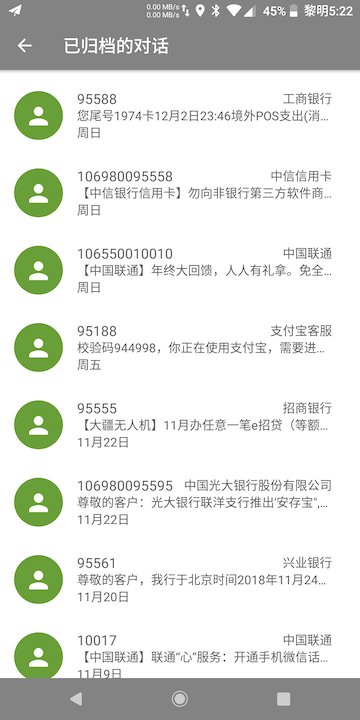 0.00 MB/s
0.00 MB/s
45%
黎明5:22
已归档的对话
95588 工商银行
您尾号1974卡12月2日23:46境外POS支出(消…
周日
106980095558 中信信用卡
【中信银行信用卡】勿向非银行第三方软件商…
周日
106550010010 中国联通
【中国联通】年终大回馈，人人有礼拿。免全…
周日
95188 支付宝客服
校验码944998，你正在使用支付宝，需要进…
周五
95555 招商银行
【大疆无人机】11月办任意一笔e招贷（等额…
11月22日
106980095595 中国光大银行股份有限公司
尊敬的客户：光大银行联洋支行推出'安存宝",…
11月22日
95561 兴业银行
尊敬的客户，我行于北京时间2018年11月24…
11月20日
10017 中国联通
【中国联通】联通“心”服务：开通手机微信话…
11月9日